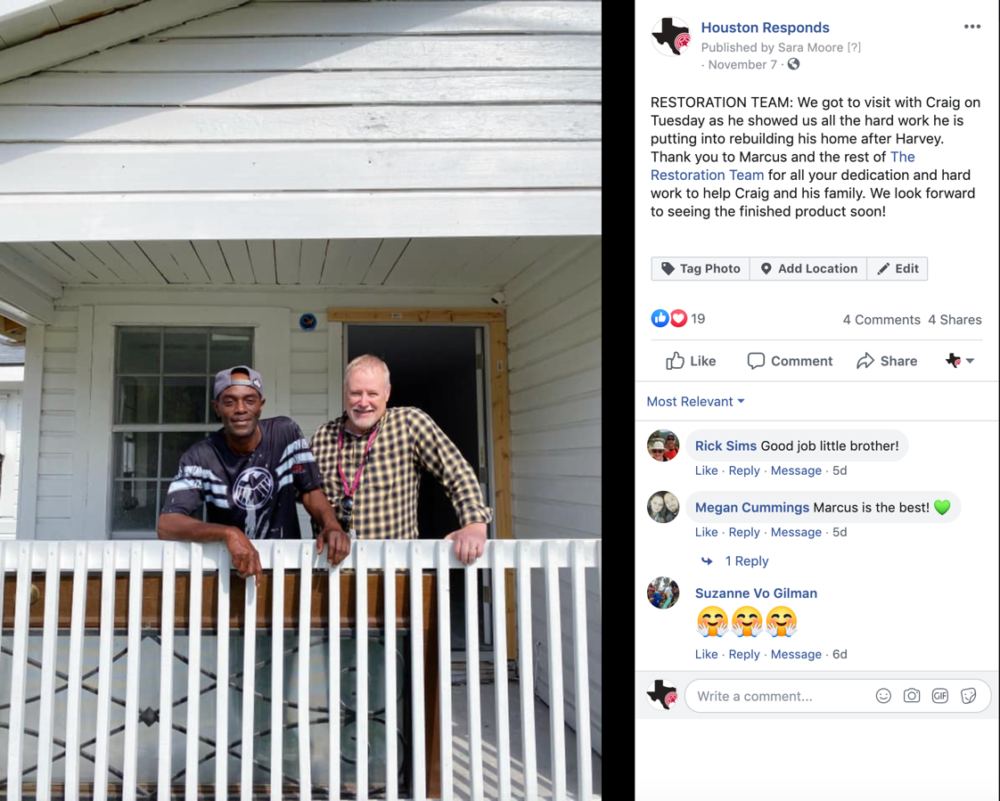 Houston Responds
Published by Sara Moore [?]
· November 7 ·
RESTORATION TEAM: We got to visit with Craig on
Tuesday as he showed us all the hard work he is
putting into rebuilding his home after Harvey.
Thank you to Marcus and the rest of The
Restoration Team for all your dedication and hard
work to help Craig and his family. We look forward
to seeing the finished product soon!
Tag Photo Add Location Edit
19 4 Comments 4 Shares
Like Comment Share
Most Relevant
Rick Sims Good job little brother!
Like · Reply · Message · 5d
Megan Cummings Marcus is the best! 💚
Like · Reply · Message · 5d
1 Reply
Suzanne Vo Gilman
🤗🤗🤗
Like · Reply · Message · 6d
Write a comment... GIF